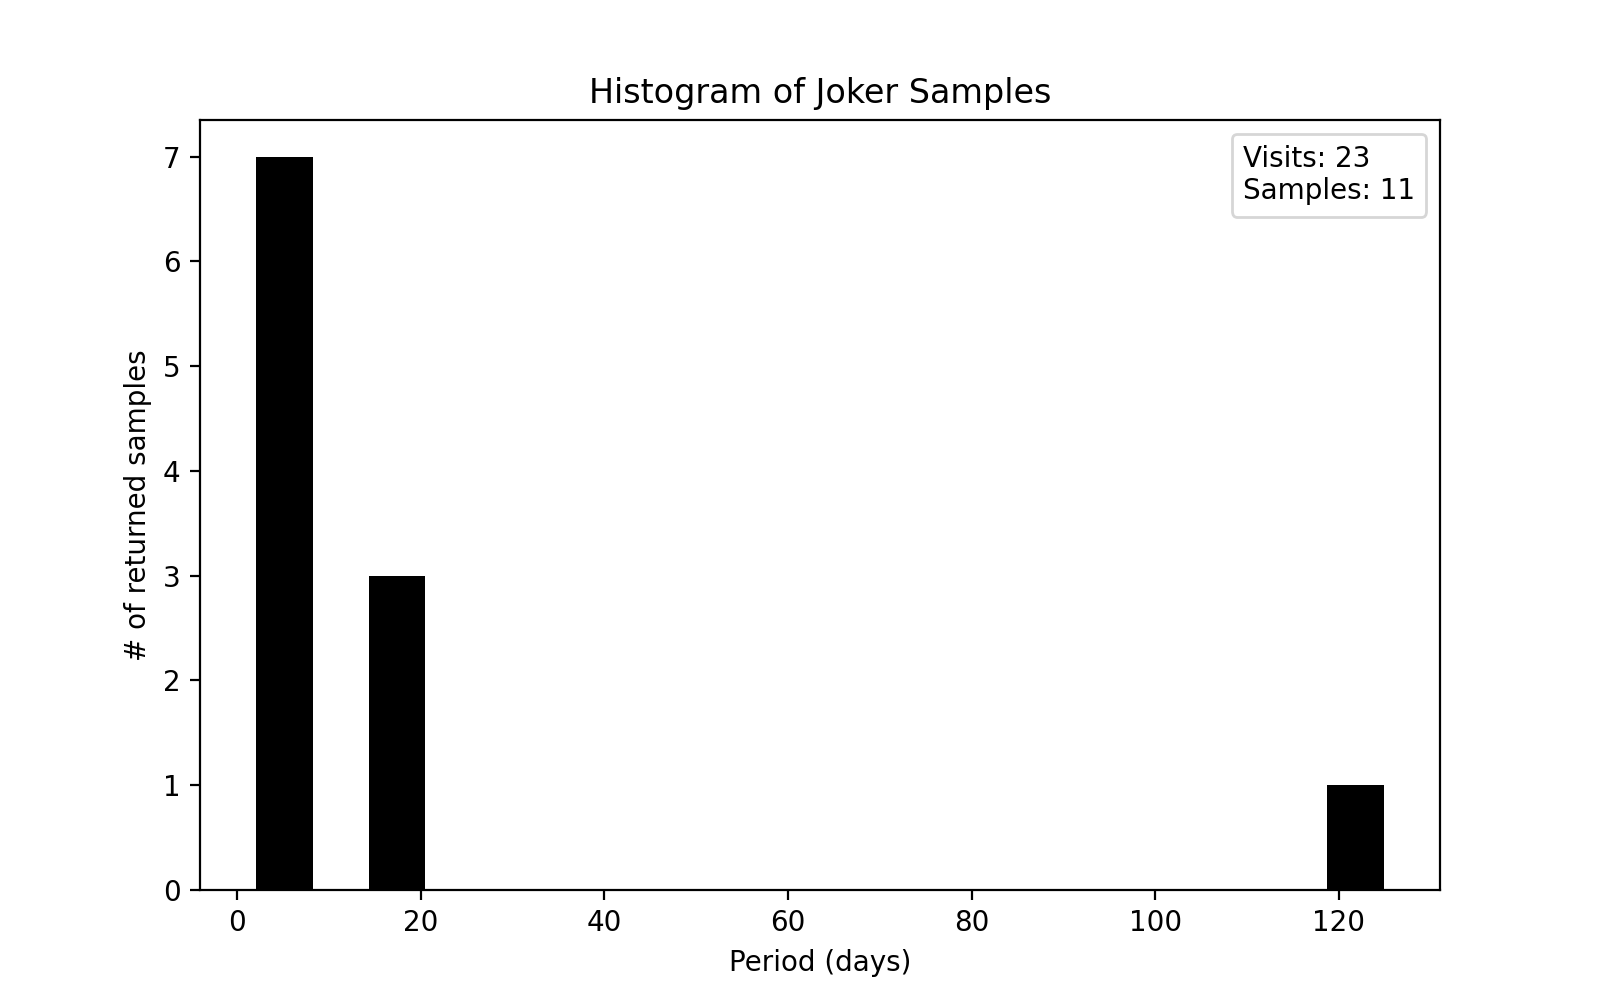 Histogram of Joker Samples
Visits: 23
Samples: 11
# of returned samples
7
6
5
4
3
2
1
0
0 20 40 60 80 100 120
Period (days)